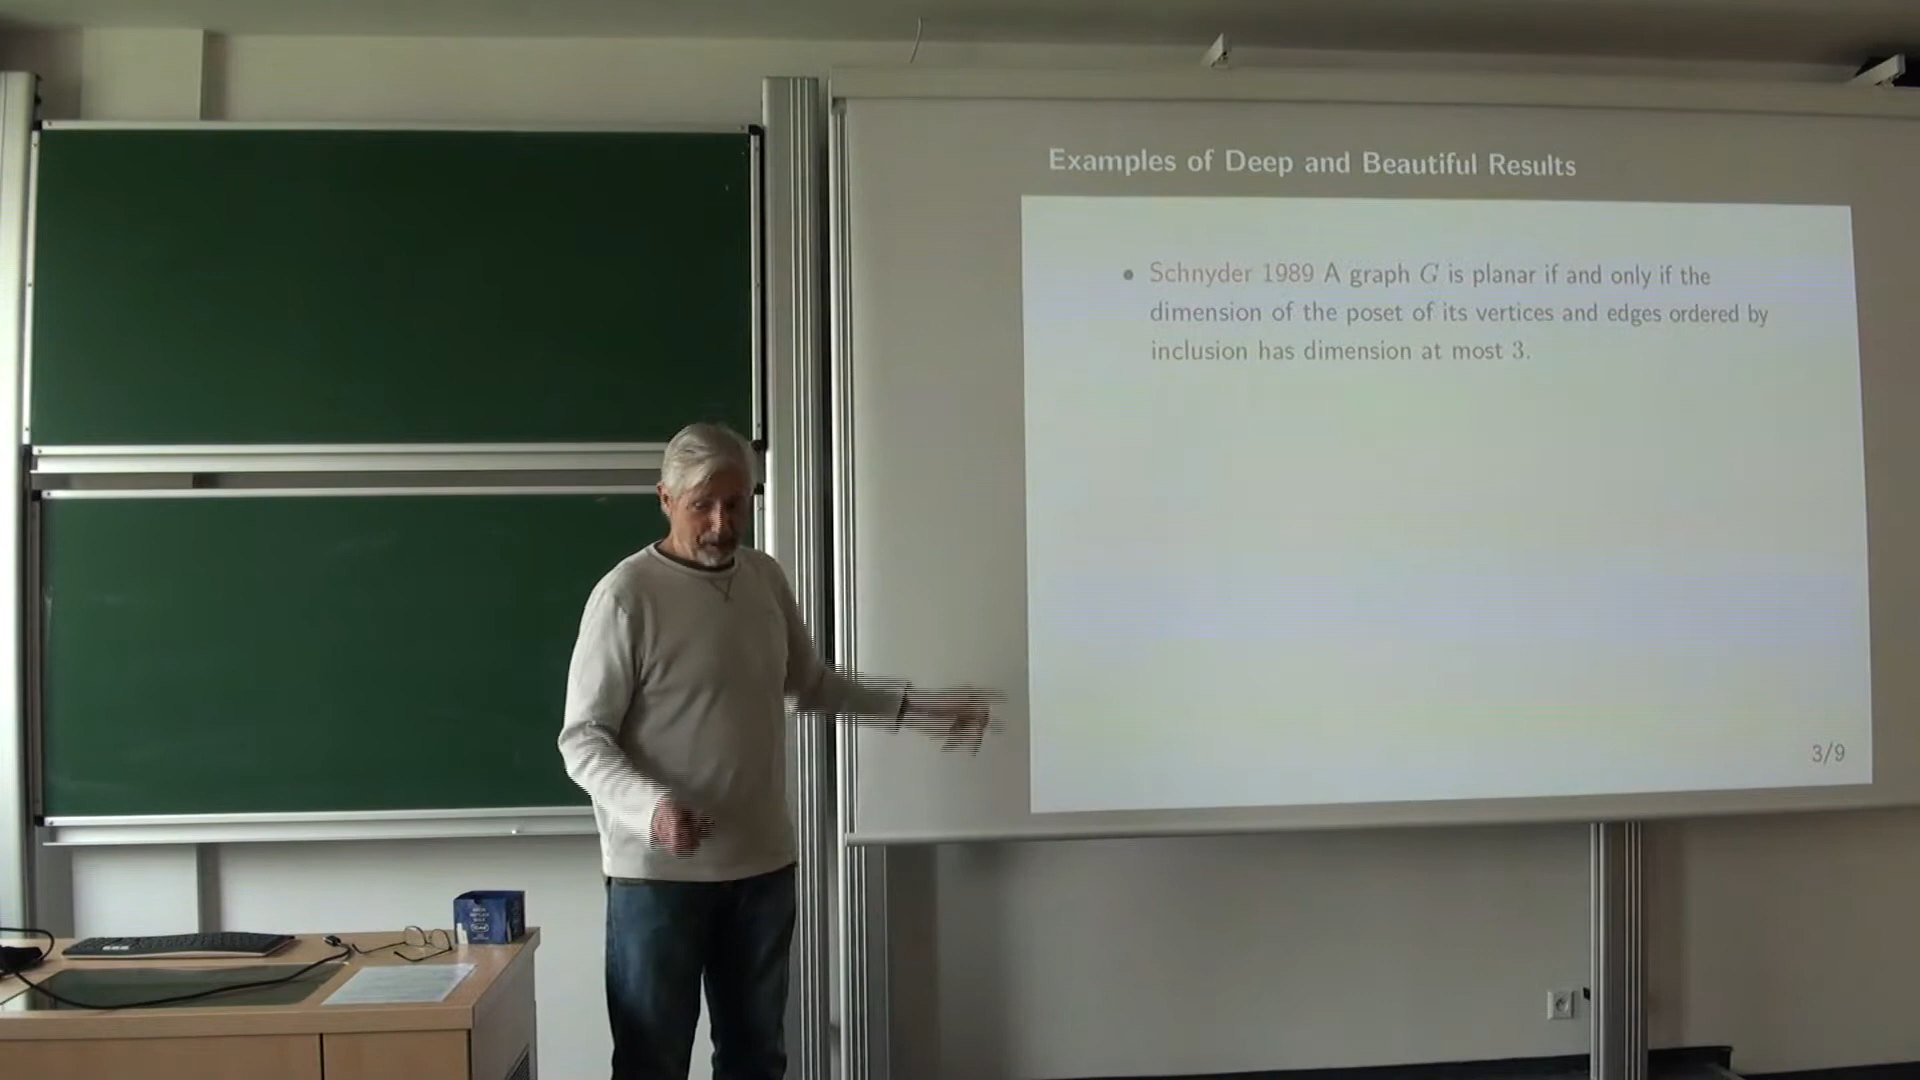 Examples of Deep and Beautiful Results
• Schnyder 1989 A graph G is planar if and only if the
dimension of the poset of its vertices and edges ordered by
inclusion has dimension at most 3.
3/9